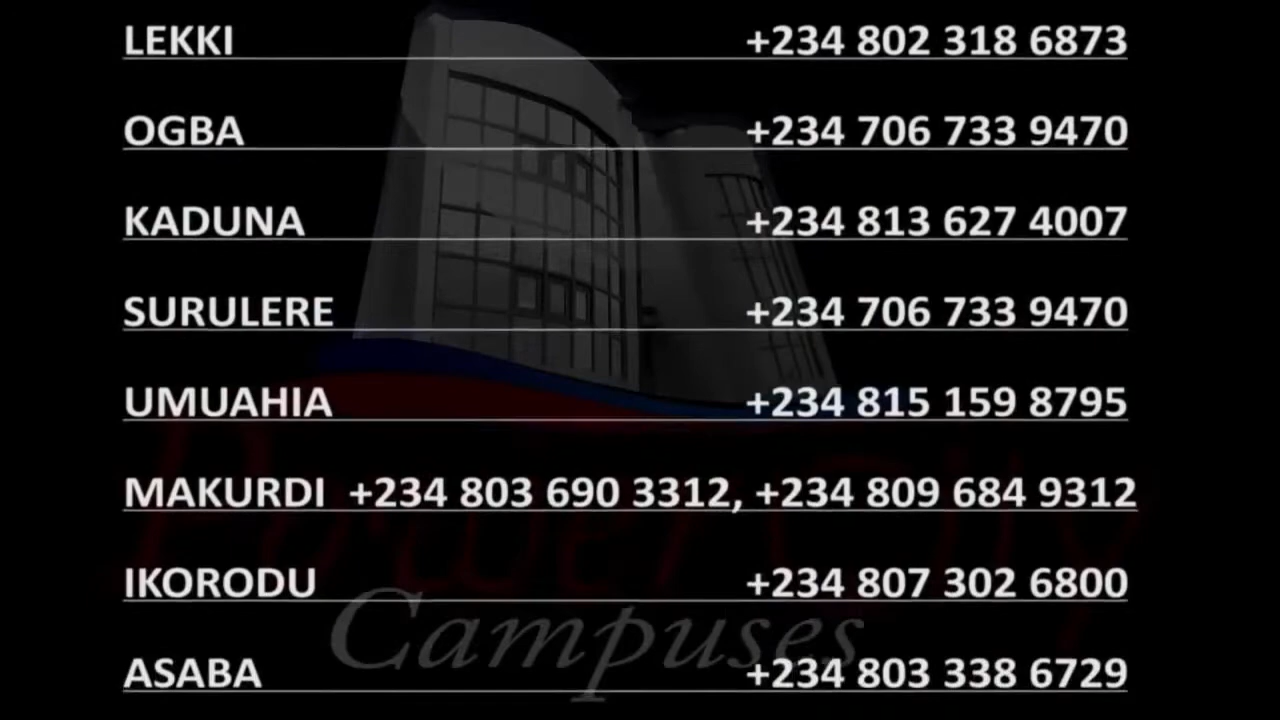 LEKKI +234 802 318 6873
OGBA +234 706 733 9470
KADUNA +234 813 627 4007
SURULERE +234 706 733 9470
UMUAHIA +234 815 159 8795
MAKURDI +234 803 690 3312, +234 809 684 9312
Power City
IKORODU +234 807 302 6800
Campuses
ASABA +234 803 338 6729